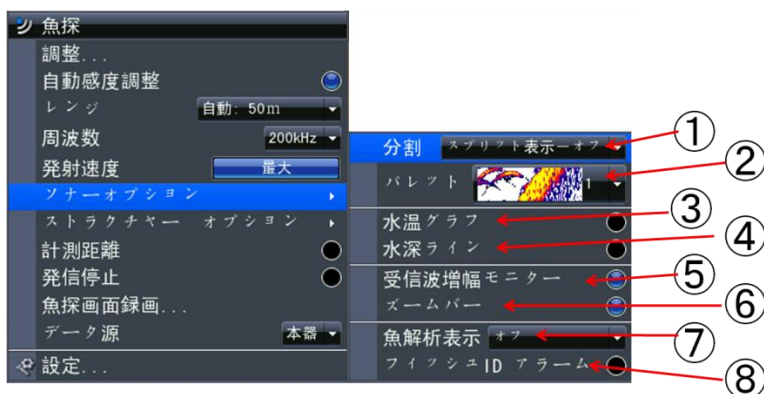 魚探
調整...
自動感度調整
レンジ 自動: 50m
周波数 200kHz
発射速度 最大
ソナーオプション
ストラクチャー オプション
計測距離
発信停止
魚探画面録画...
データ源 本器
設定...
分割 スプリット表示－オフ ①
パレット 1 ②
水温グラフ ③
水深ライン ④
受信波増幅モニター ⑤
ズームバー ⑥
魚解析表示 オフ ⑦
フィッシュID アラーム ⑧